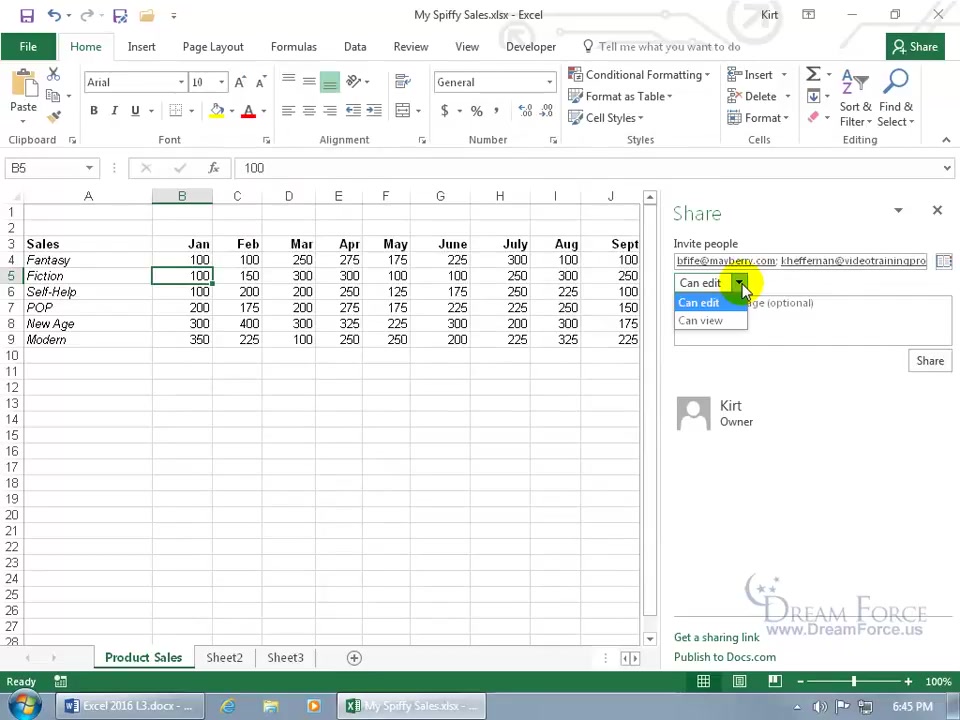 My Spiffy Sales.xlsx - Excel
Kirt
File Home Insert Page Layout Formulas Data Review View Developer Tell me what you want to do Share
Paste
Arial 10
B I U A
General
$ % , .00
Conditional Formatting
Format as Table
Cell Styles
Insert
Delete
Format
Sort & Filter
Find & Select
Clipboard Font Alignment Number Styles Cells Editing
B5 fx 100
A B C D E F G H I J
1
2
3 Sales Jan Feb Mar Apr May June July Aug Sept
4 Fantasy 100 100 250 275 175 225 300 100 100
5 Fiction 100 150 300 300 100 100 250 300 250
6 Self-Help 100 200 200 250 125 175 250 225 100
7 POP 200 175 200 275 175 225 225 250 150
8 New Age 300 400 300 325 225 300 300 300 175
9 Modern 350 225 100 250 250 200 225 325 225
10
11
12
13
14
15
16
17
18
19
20
21
22
23
24
25
26
27
28
Share
Invite people
bfife@mayberry.com; kheffernan@videotrainingpro
Can edit
Can edit
age (optional)
Can view
Share
Kirt
Owner
Dream Force
www.DreamForce.us
Get a sharing link
Publish to Docs.com
Product Sales Sheet2 Sheet3
Ready
100%
Excel 2016 L3.docx - ...
My Spiffy Sales.xlsx - ...
6:45 PM